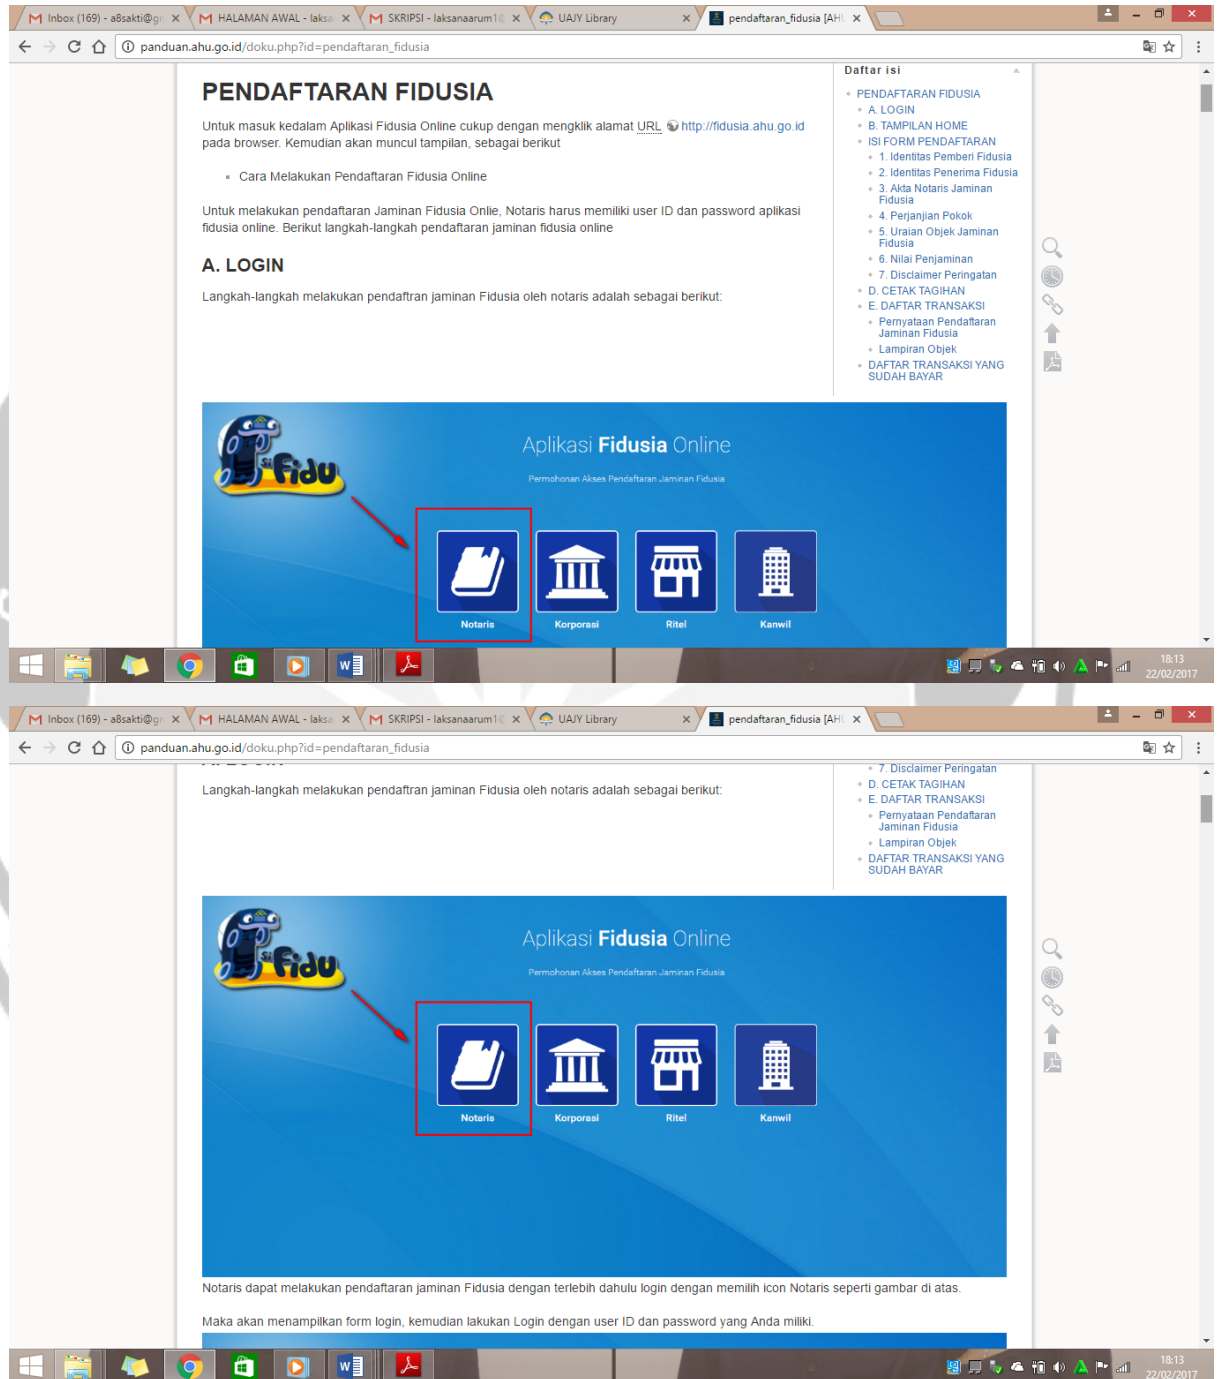 Inbox (169) - a8sakti@gm
HALAMAN AWAL - laksa
SKRIPSI - laksanaarum1@
UAJY Library
pendaftaran_fidusia [AHU
panduan.ahu.go.id/doku.php?id=pendaftaran_fidusia
PENDAFTARAN FIDUSIA
Untuk masuk kedalam Aplikasi Fidusia Online cukup dengan mengklik alamat URL http://fidusia.ahu.go.id
pada browser. Kemudian akan muncul tampilan, sebagai berikut
Cara Melakukan Pendaftaran Fidusia Online
Untuk melakukan pendaftaran Jaminan Fidusia Onlie, Notaris harus memiliki user ID dan password aplikasi
fidusia online. Berikut langkah-langkah pendaftaran jaminan fidusia online
A. LOGIN
Langkah-langkah melakukan pendaftran jaminan Fidusia oleh notaris adalah sebagai berikut:
Daftar isi
PENDAFTARAN FIDUSIA
A. LOGIN
B. TAMPILAN HOME
ISI FORM PENDAFTARAN
1. Identitas Pemberi Fidusia
2. Identitas Penerima Fidusia
3. Akta Notaris Jaminan
Fidusia
4. Perjanjian Pokok
5. Uraian Objek Jaminan
Fidusia
6. Nilai Penjaminan
7. Disclaimer Peringatan
D. CETAK TAGIHAN
E. DAFTAR TRANSAKSI
Pernyataan Pendaftaran
Jaminan Fidusia
Lampiran Objek
DAFTAR TRANSAKSI YANG
SUDAH BAYAR
si Fidu
Aplikasi Fidusia Online
Permohonan Akses Pendaftaran Jaminan Fidusia
Notaris Korporasi Ritel Kanwil
18:13
22/02/2017
Inbox (169) - a8sakti@gm
HALAMAN AWAL - laksa
SKRIPSI - laksanaarum1@
UAJY Library
pendaftaran_fidusia [AHU
panduan.ahu.go.id/doku.php?id=pendaftaran_fidusia
A. LOGIN
Langkah-langkah melakukan pendaftran jaminan Fidusia oleh notaris adalah sebagai berikut:
7. Disclaimer Peringatan
D. CETAK TAGIHAN
E. DAFTAR TRANSAKSI
Pernyataan Pendaftaran
Jaminan Fidusia
Lampiran Objek
DAFTAR TRANSAKSI YANG
SUDAH BAYAR
si Fidu
Aplikasi Fidusia Online
Permohonan Akses Pendaftaran Jaminan Fidusia
Notaris Korporasi Ritel Kanwil
Notaris dapat melakukan pendaftaran jaminan Fidusia dengan terlebih dahulu login dengan memilih icon Notaris seperti gambar di atas.
Maka akan menampilkan form login, kemudian lakukan Login dengan user ID dan password yang Anda miliki.
18:13
22/02/2017